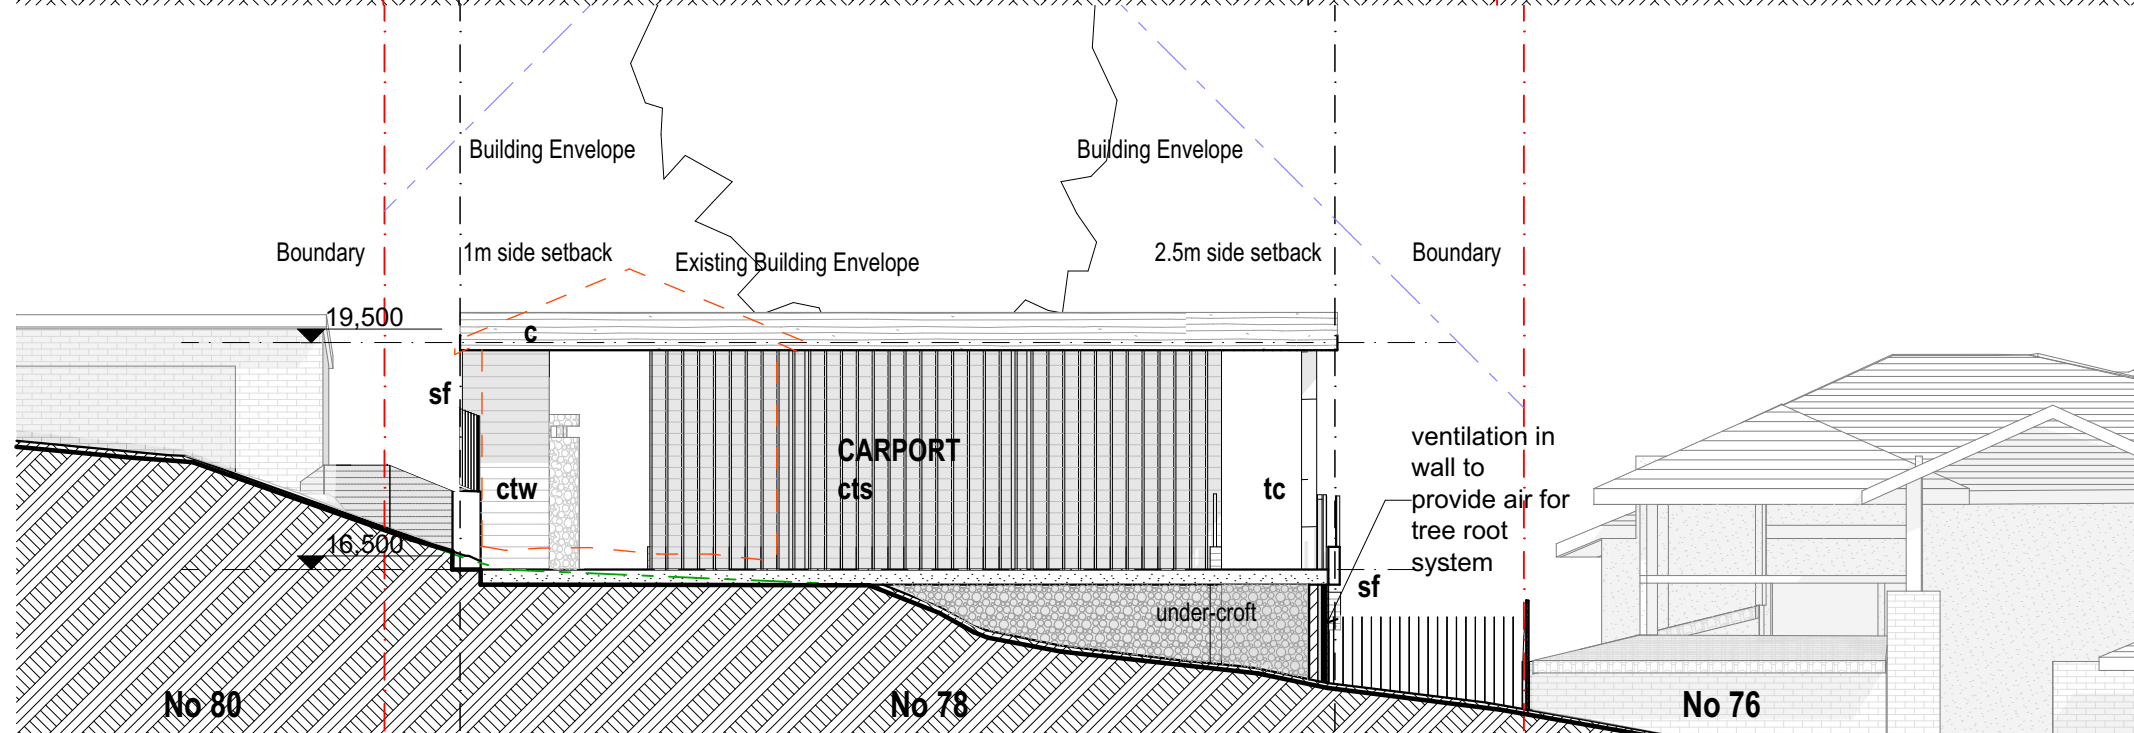 Building Envelope
Building Envelope
Boundary
1m side setback
Existing Building Envelope
2.5m side setback
Boundary
19,500
c
sf
CARPORT
cts
ctw
tc
ventilation in
wall to
provide air for
tree root
system
16,500
sf
under-croft
No 80
No 78
No 76